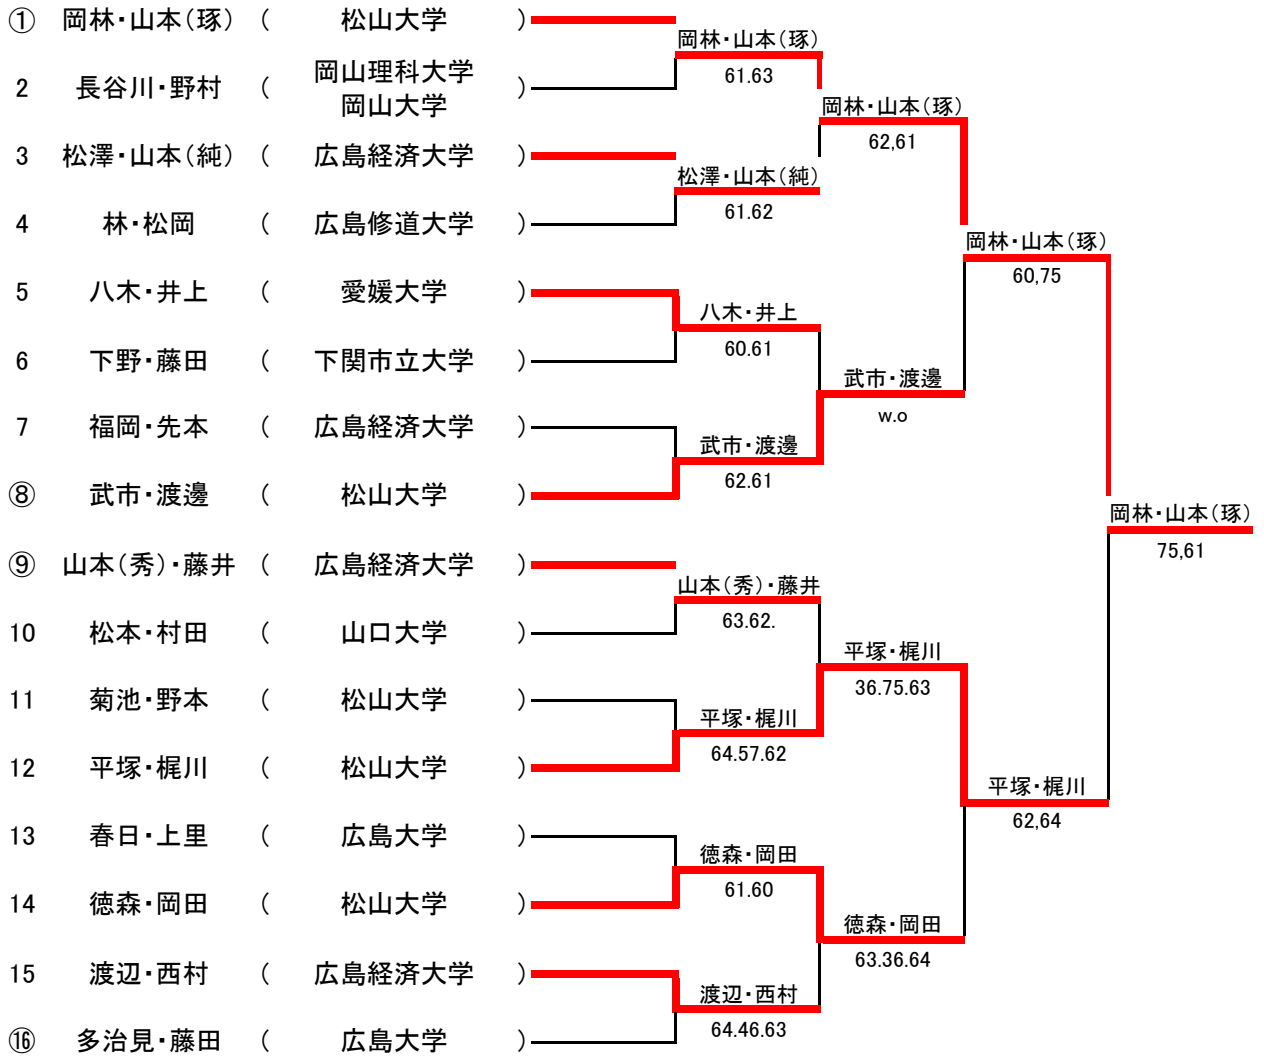 ① 岡林・山本（琢） （ 松山大学 ）
岡林・山本（琢）
61.63
2 長谷川・野村 （ 岡山理科大学
岡山大学 ）
岡林・山本（琢）
62,61
3 松澤・山本（純） （ 広島経済大学 ）
松澤・山本（純）
61.62
4 林・松岡 （ 広島修道大学 ）
岡林・山本（琢）
60,75
5 八木・井上 （ 愛媛大学 ）
八木・井上
60.61
6 下野・藤田 （ 下関市立大学 ）
武市・渡邊
w.o
7 福岡・先本 （ 広島経済大学 ）
武市・渡邊
62.61
⑧ 武市・渡邊 （ 松山大学 ）
岡林・山本（琢）
75,61
⑨ 山本（秀）・藤井 （ 広島経済大学 ）
山本（秀）・藤井
63.62.
10 松本・村田 （ 山口大学 ）
平塚・梶川
36.75.63
11 菊池・野本 （ 松山大学 ）
平塚・梶川
64.57.62
12 平塚・梶川 （ 松山大学 ）
平塚・梶川
62,64
13 春日・上里 （ 広島大学 ）
徳森・岡田
61.60
14 徳森・岡田 （ 松山大学 ）
徳森・岡田
63.36.64
15 渡辺・西村 （ 広島経済大学 ）
渡辺・西村
64.46.63
⑯ 多治見・藤田 （ 広島大学 ）